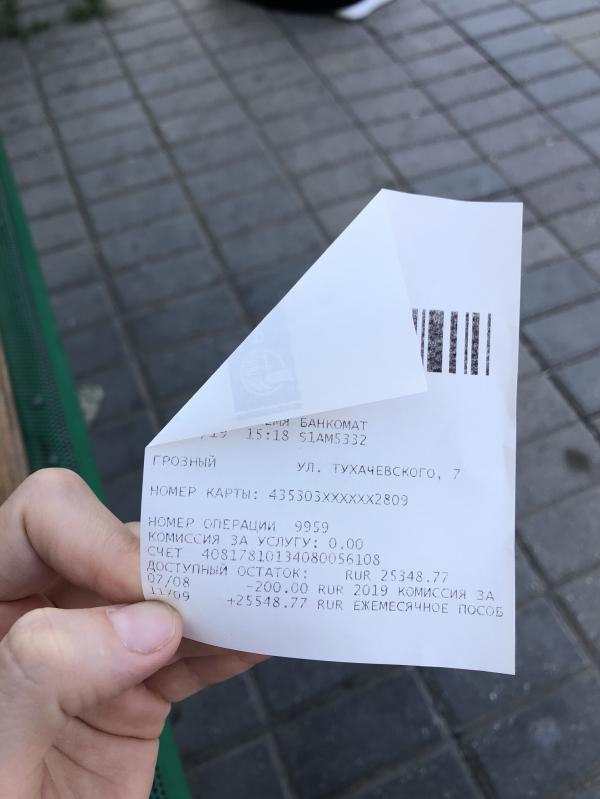 БАНКОМАТ
15:18 S1AM5332
ГРОЗНЫЙ УЛ. ТУХАЧЕВСКОГО, 7
НОМЕР КАРТЫ: 435303XXXXXX2809
НОМЕР ОПЕРАЦИИ 9959
КОМИССИЯ ЗА УСЛУГУ: 0.00
СЧЕТ 40817810134080056108
ДОСТУПНЫЙ ОСТАТОК: RUR 25348.77
07/08 -200.00 RUR 2019 КОМИССИЯ ЗА
11/09 +25548.77 RUR ЕЖЕМЕСЯЧНОЕ ПОСОБ